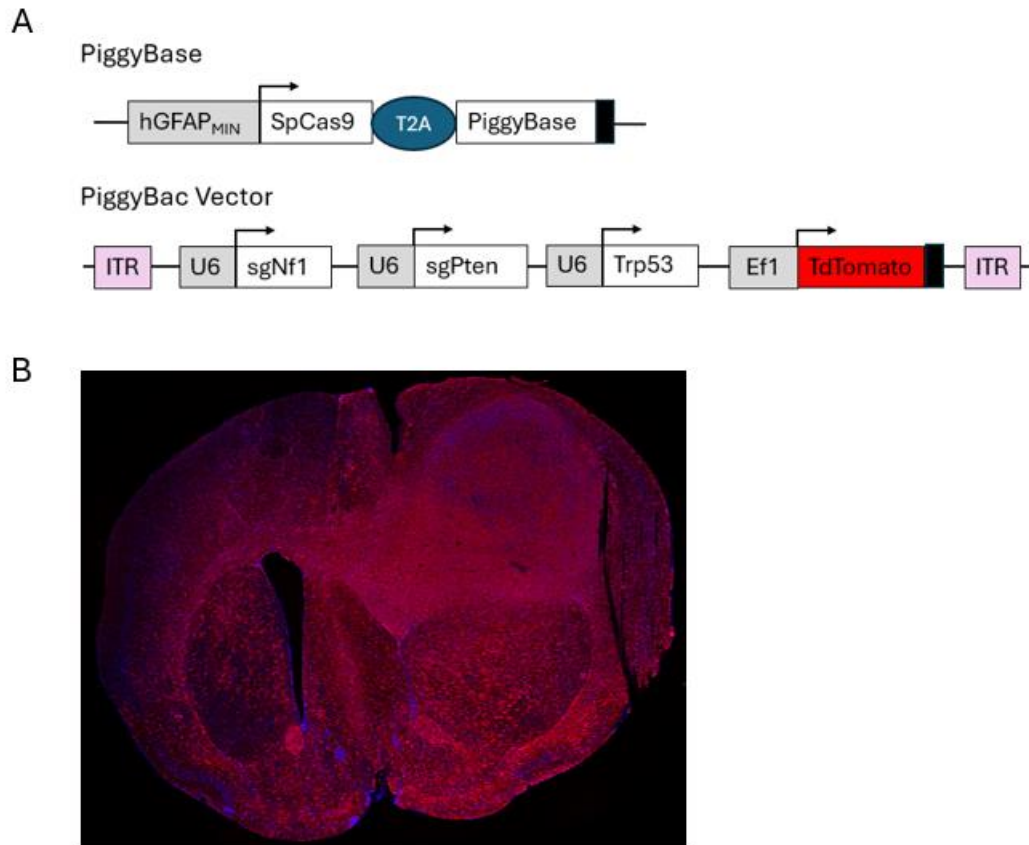 A
PiggyBase
hGFAPMIN SpCas9 T2A PiggyBase
PiggyBac Vector
ITR U6 sgNf1 U6 sgPten U6 Trp53 Ef1 TdTomato ITR
B